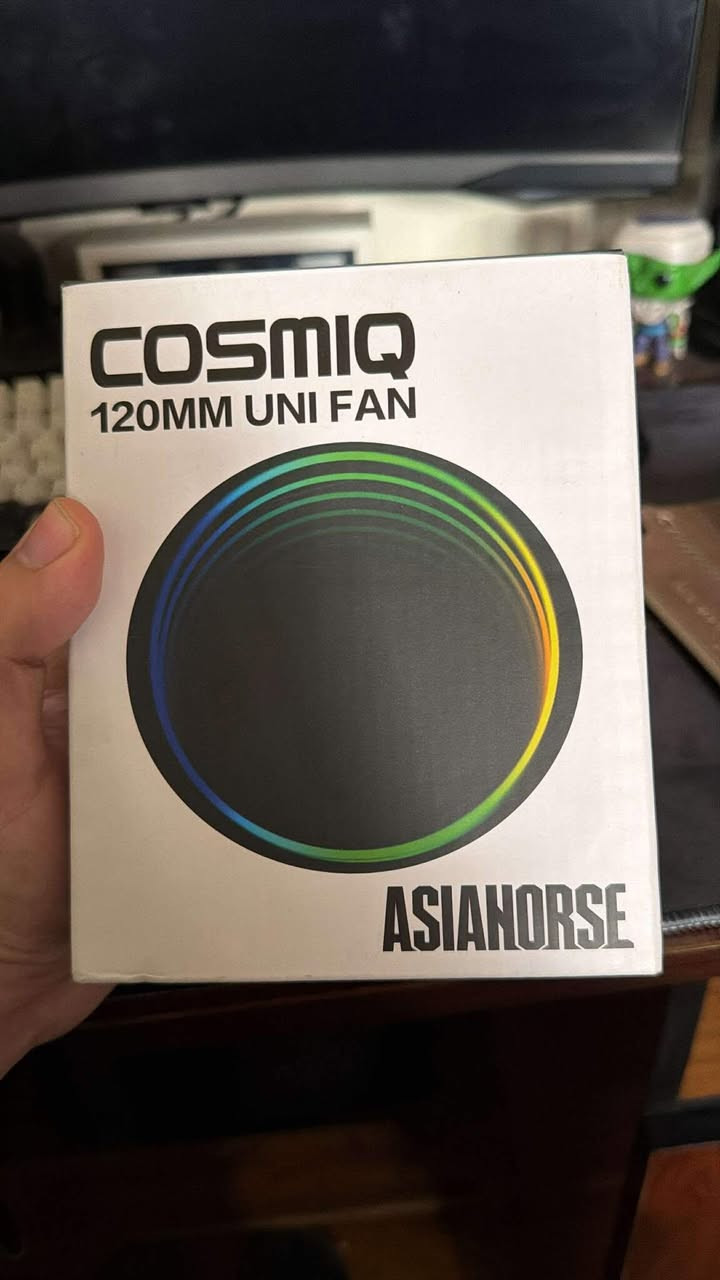 COSMIQ
120MM UNI FAN
ASIAHORSE